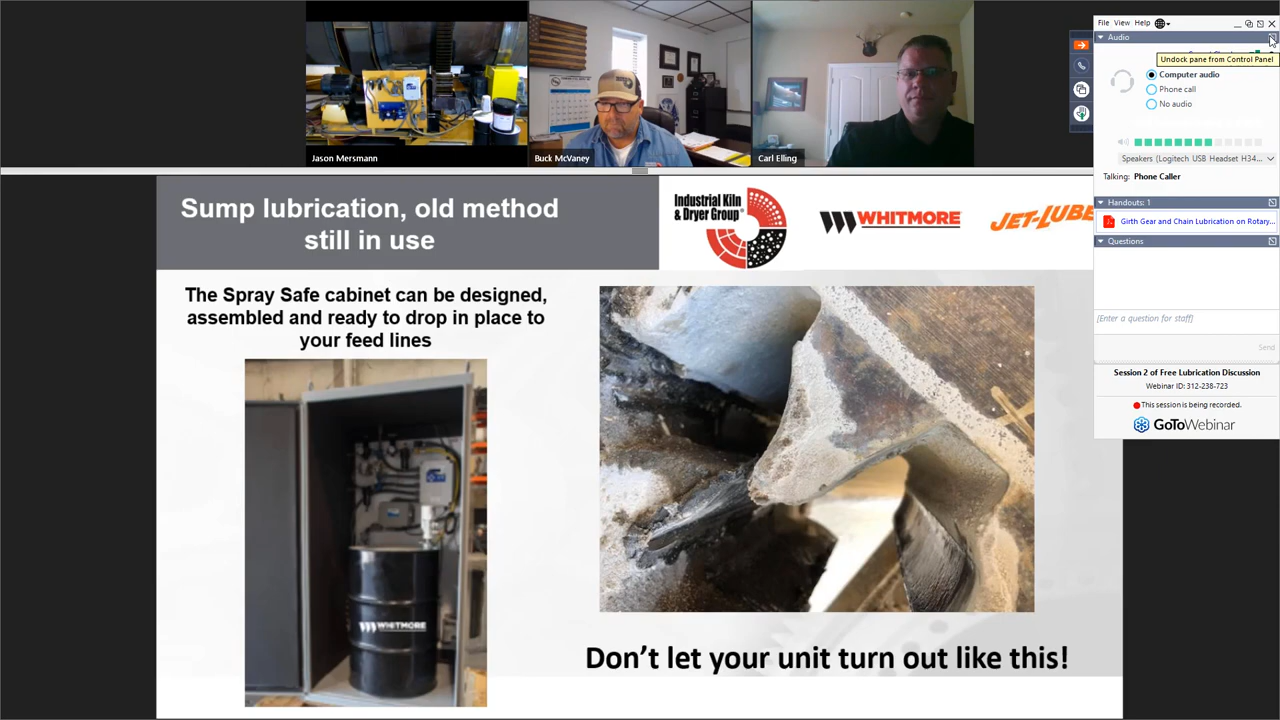 Jason Mersmann
Buck McVaney
Carl Elling
Sump lubrication, old method
still in use
Industrial Kiln
& Dryer Group
WHITMORE
JET-LUBE
The Spray Safe cabinet can be designed,
assembled and ready to drop in place to
your feed lines
WHITMORE
Don't let your unit turn out like this!
File View Help
Audio
Undock pane from Control Panel
Computer audio
Phone call
No audio
Speakers (Logitech USB Headset H34...
Talking: Phone Caller
Handouts: 1
Girth Gear and Chain Lubrication on Rotary...
Questions
[Enter a question for staff]
Send
Session 2 of Free Lubrication Discussion
Webinar ID: 312-238-723
This session is being recorded.
GoToWebinar